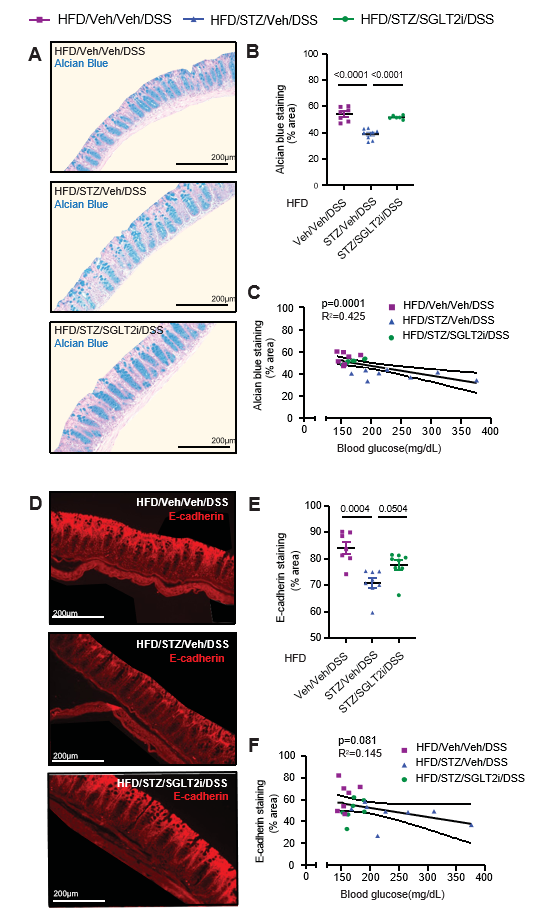 HFD/Veh/Veh/DSS HFD/STZ/Veh/DSS HFD/STZ/SGLT2i/DSS
A
HFD/Veh/Veh/DSS
Alcian Blue
200µm
HFD/STZ/Veh/DSS
Alcian Blue
200µm
HFD/STZ/SGLT2i/DSS
Alcian Blue
200µm
B
Alcian blue staining
(% area)
100
80
60
40
20
0
<0.0001 <0.0001
HFD
Veh/Veh/DSS
STZ/Veh/DSS
STZ/SGLT2i/DSS
C
Alcian blue staining
(% area)
100
80
60
40
20
0
p=0.0001
R²=0.425
HFD/Veh/Veh/DSS
HFD/STZ/Veh/DSS
HFD/STZ/SGLT2i/DSS
0 150 200 250 300 350 400
Blood glucose(mg/dL)
D
HFD/Veh/Veh/DSS
E-cadherin
200µm
HFD/STZ/Veh/DSS
E-cadherin
200µm
HFD/STZ/SGLT2i/DSS
E-cadherin
200µm
E
E-cadherin staining
(% area)
100
90
80
70
60
50
0.0004 0.0504
HFD
Veh/Veh/DSS
STZ/Veh/DSS
STZ/SGLT2i/DSS
F
E-cadherin staining
(% area)
100
80
60
40
20
0
p=0.081
R²=0.145
HFD/Veh/Veh/DSS
HFD/STZ/Veh/DSS
HFD/STZ/SGLT2i/DSS
0 150 200 250 300 350 400
Blood glucose (mg/dL)